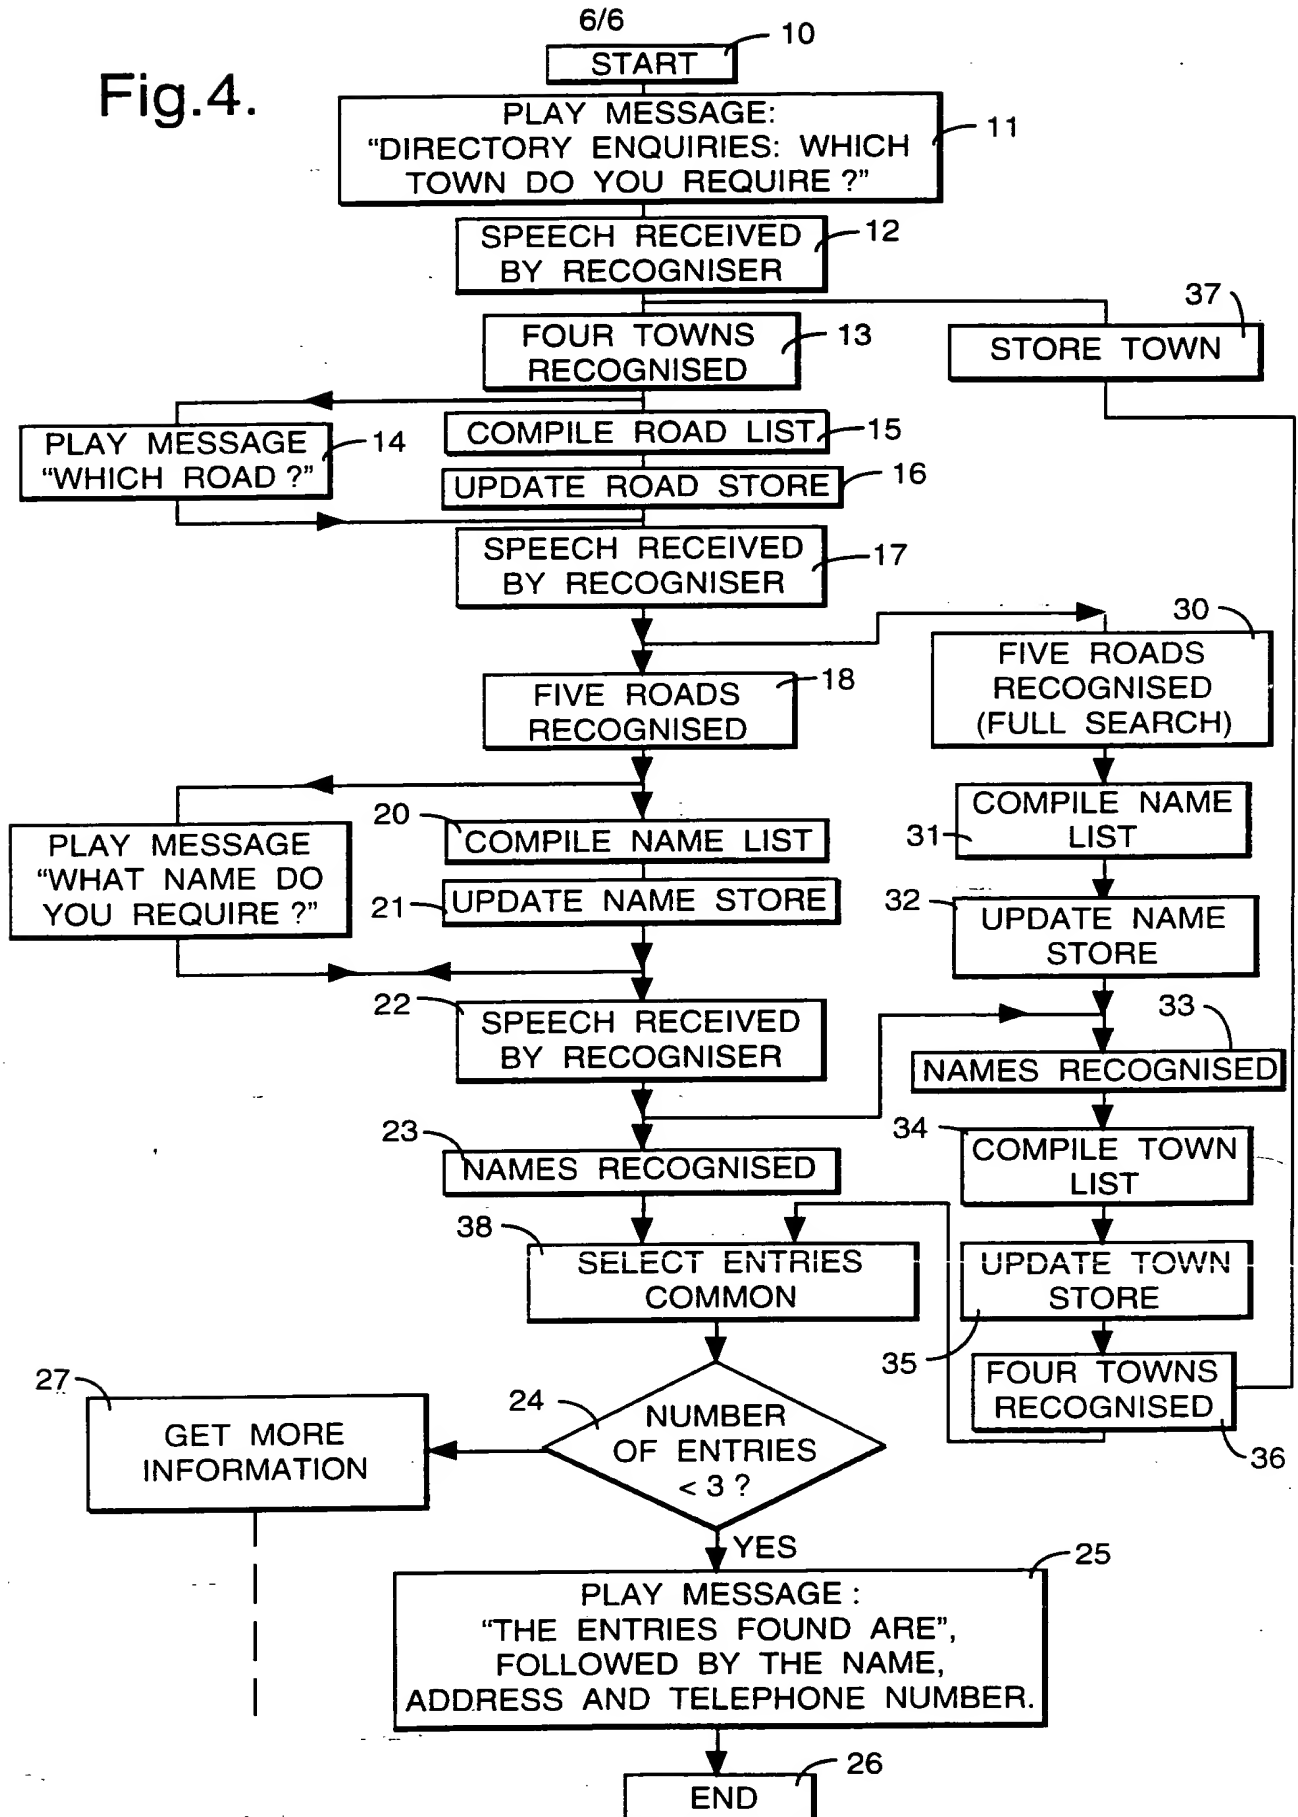 6/6
Fig.4.
10
START
PLAY MESSAGE:
“DIRECTORY ENQUIRIES: WHICH
TOWN DO YOU REQUIRE ?”
11
SPEECH RECEIVED
BY RECOGNISER
12
37
STORE TOWN
FOUR TOWNS
RECOGNISED
13
PLAY MESSAGE
“WHICH ROAD ?”
14
COMPILE ROAD LIST
15
UPDATE ROAD STORE
16
SPEECH RECEIVED
BY RECOGNISER
17
30
FIVE ROADS
RECOGNISED
(FULL SEARCH)
FIVE ROADS
RECOGNISED
18
20
COMPILE NAME LIST
PLAY MESSAGE
“WHAT NAME DO
YOU REQUIRE ?”
21
UPDATE NAME STORE
COMPILE NAME
LIST
31
32
UPDATE NAME
STORE
22
SPEECH RECEIVED
BY RECOGNISER
33
NAMES RECOGNISED
23
NAMES RECOGNISED
34
COMPILE TOWN
LIST
38
SELECT ENTRIES
COMMON
UPDATE TOWN
STORE
35
FOUR TOWNS
RECOGNISED
36
27
GET MORE
INFORMATION
24
NUMBER
OF ENTRIES
< 3 ?
YES
25
PLAY MESSAGE :
“THE ENTRIES FOUND ARE”,
FOLLOWED BY THE NAME,
ADDRESS AND TELEPHONE NUMBER.
26
END